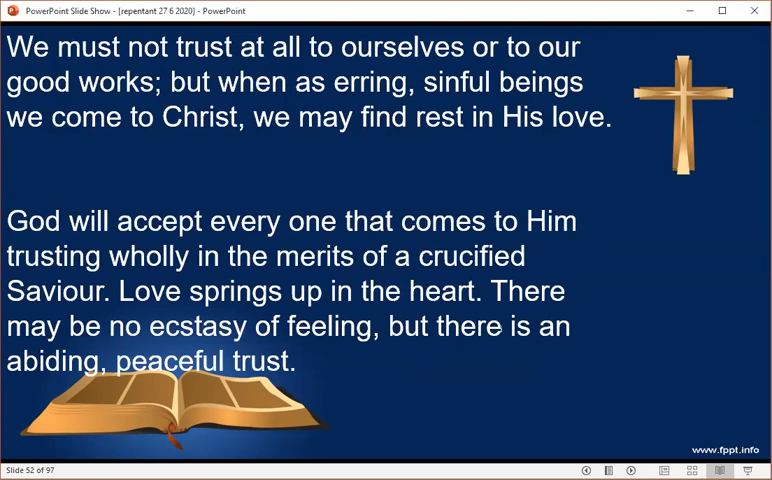 PowerPoint Slide Show - [repentant 27 6 2020] - PowerPoint
We must not trust at all to ourselves or to our
good works; but when as erring, sinful beings
we come to Christ, we may find rest in His love.
God will accept every one that comes to Him
trusting wholly in the merits of a crucified
Saviour. Love springs up in the heart. There
may be no ecstasy of feeling, but there is an
abiding, peaceful trust.
www.fppt.info
Slide 52 of 97